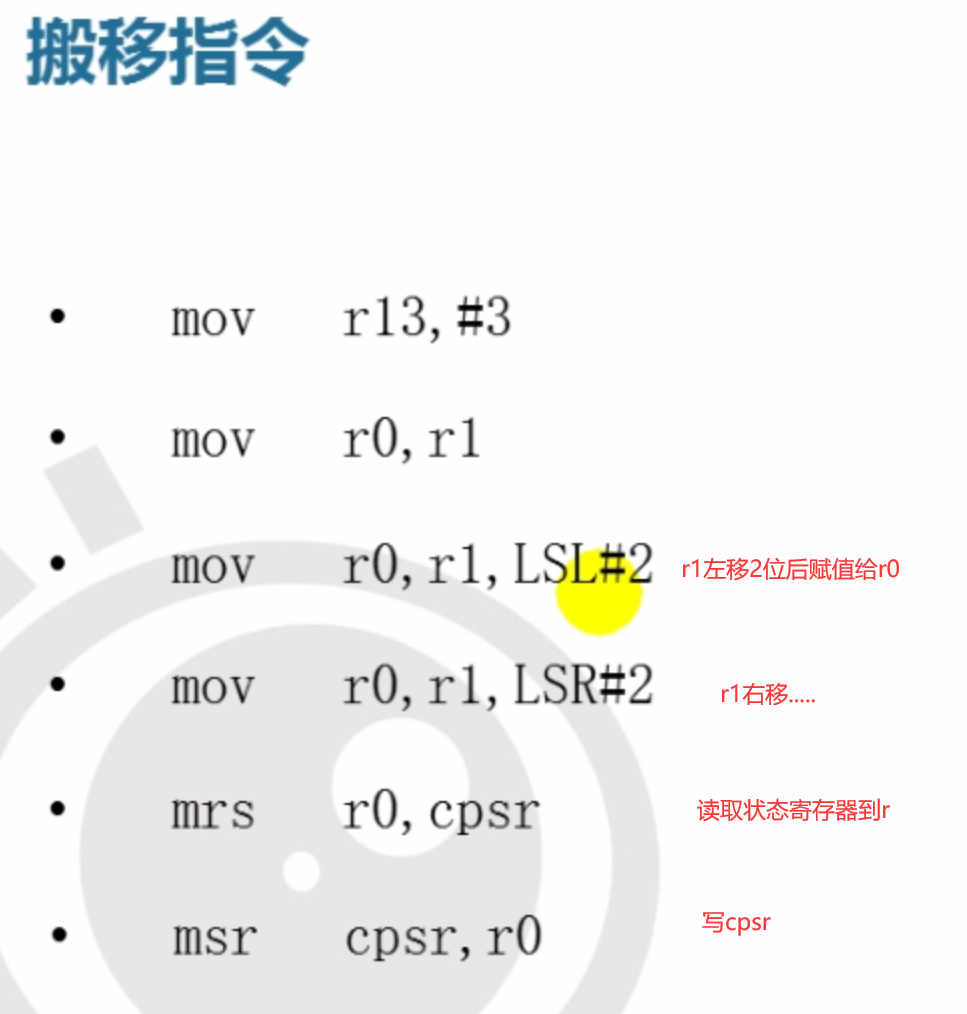 搬移指令
• mov r13,#3
• mov r0,r1
• mov r0,r1,LSL#2 r1左移2位后赋值给r0
• mov r0,r1,LSR#2 r1右移.....
• mrs r0,cpsr 读取状态寄存器到r
• msr cpsr,r0 写cpsr